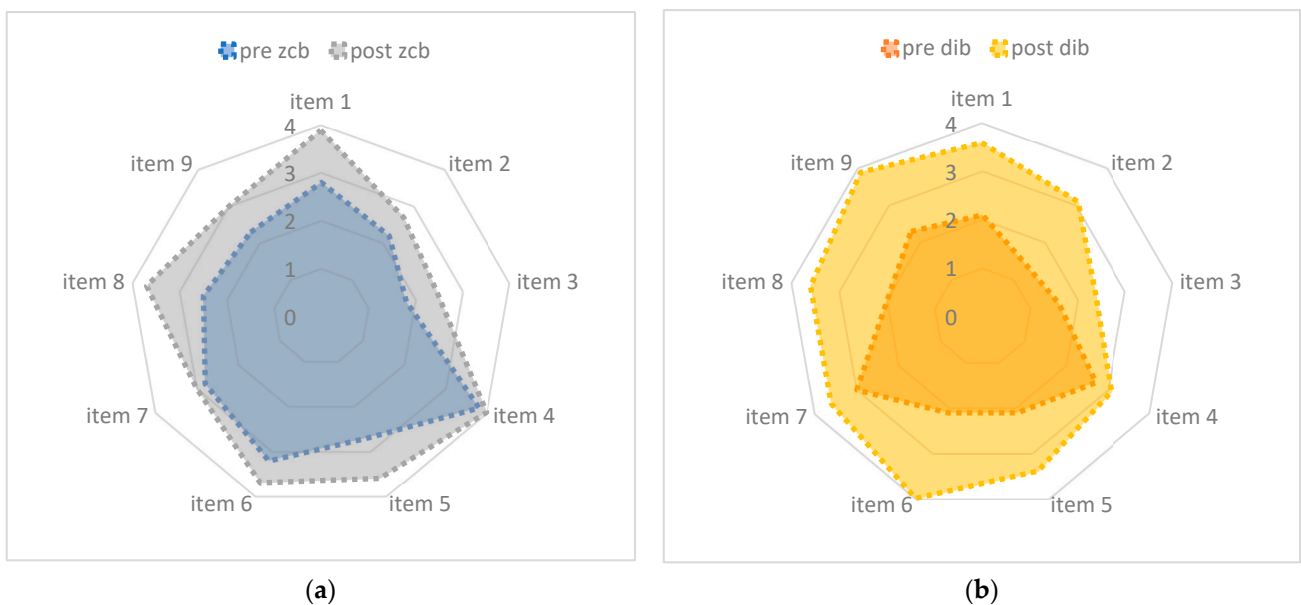 pre zcb post zcb
item 1
item 2
item 3
item 4
item 5
item 6
item 7
item 8
item 9
4
3
2
1
0
(a)
pre dib post dib
item 1
item 2
item 3
item 4
item 5
item 6
item 7
item 8
item 9
4
3
2
1
0
(b)